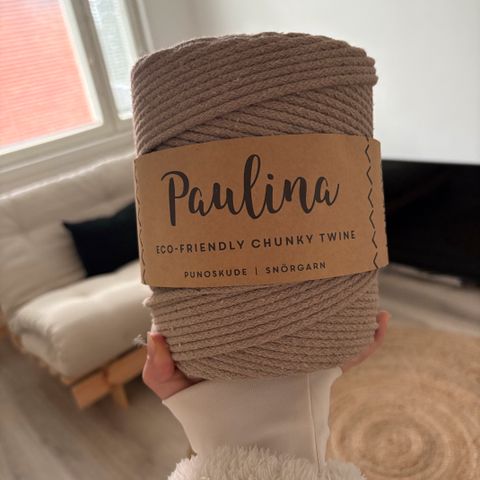 Paulina
ECO-FRIENDLY CHUNKY TWINE
PUNOSKUDE | SNÖRGARN